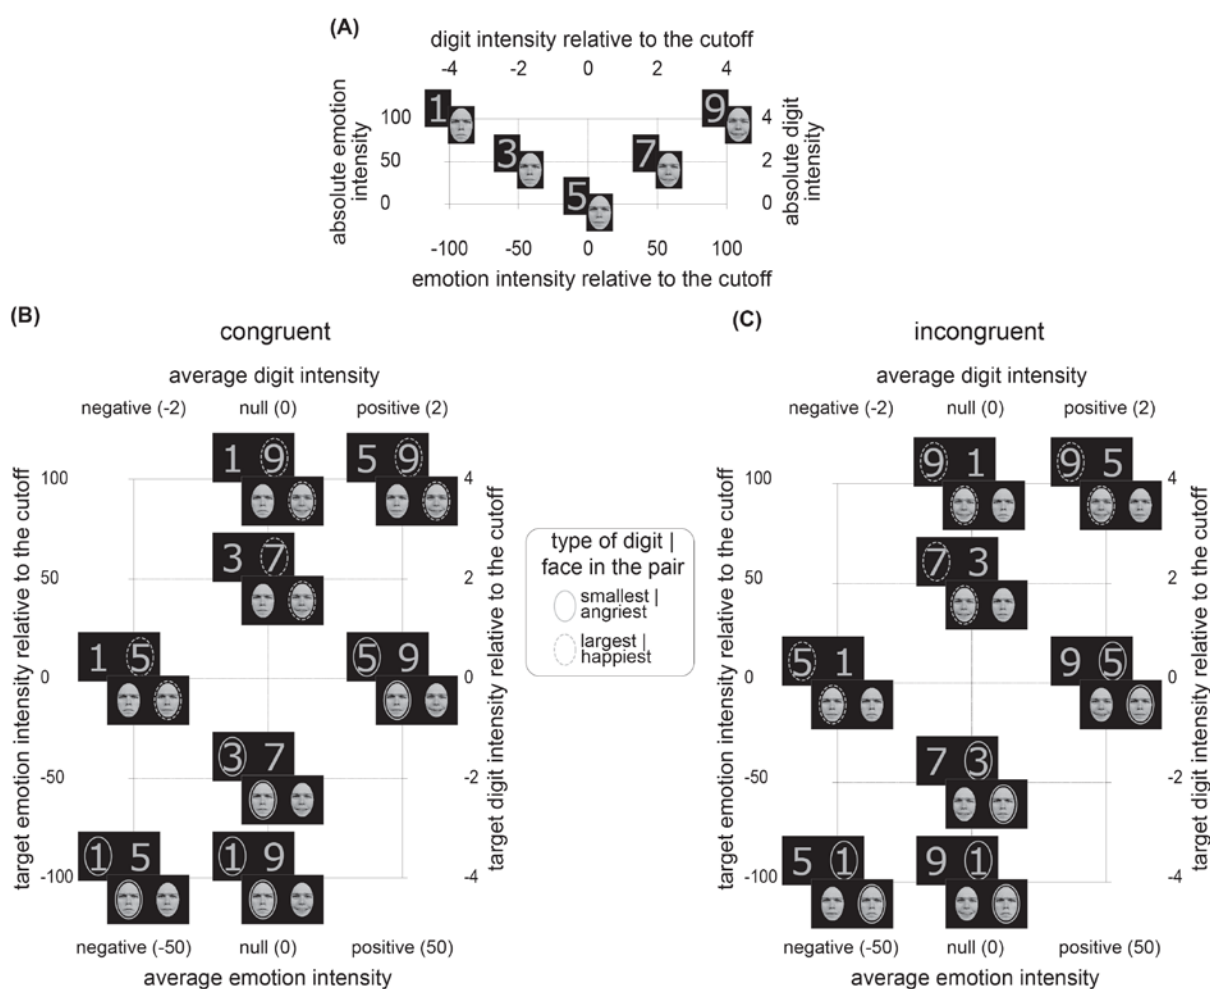 (A)
digit intensity relative to the cutoff
-4 -2 0 2 4
absolute emotion
intensity
100
50
0
1
3
5
7
9
4
2
0
absolute digit
intensity
-100 -50 0 50 100
emotion intensity relative to the cutoff
(B)
congruent
average digit intensity
negative (-2) null (0) positive (2)
target emotion intensity relative to the cutoff
100
50
0
-50
-100
1 9
5 9
3 7
1 5
5 9
3 7
1 5
1 9
4
2
0
-2
-4
target digit intensity relative to the cutoff
negative (-50) null (0) positive (50)
average emotion intensity
type of digit |
face in the pair
smallest |
angriest
largest |
happiest
(C)
incongruent
average digit intensity
negative (-2) null (0) positive (2)
target emotion intensity relative to the cutoff
100
50
0
-50
-100
9 1
9 5
7 3
5 1
9 5
7 3
5 1
9 1
4
2
0
-2
-4
target digit intensity relative to the cutoff
negative (-50) null (0) positive (50)
average emotion intensity